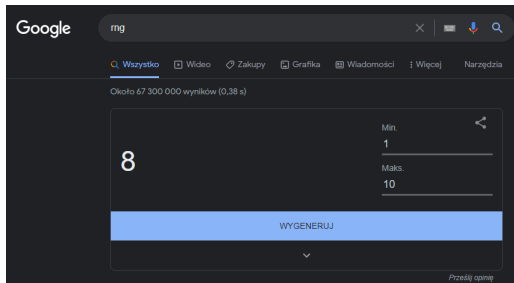 Google
rng
Wszystko Wideo Zakupy Grafika Wiadomości Więcej Narzędzia
Około 67 300 000 wyników (0,38 s)
Min.
1
8
Maks.
10
WYGENERUJ
Prześlij opinię